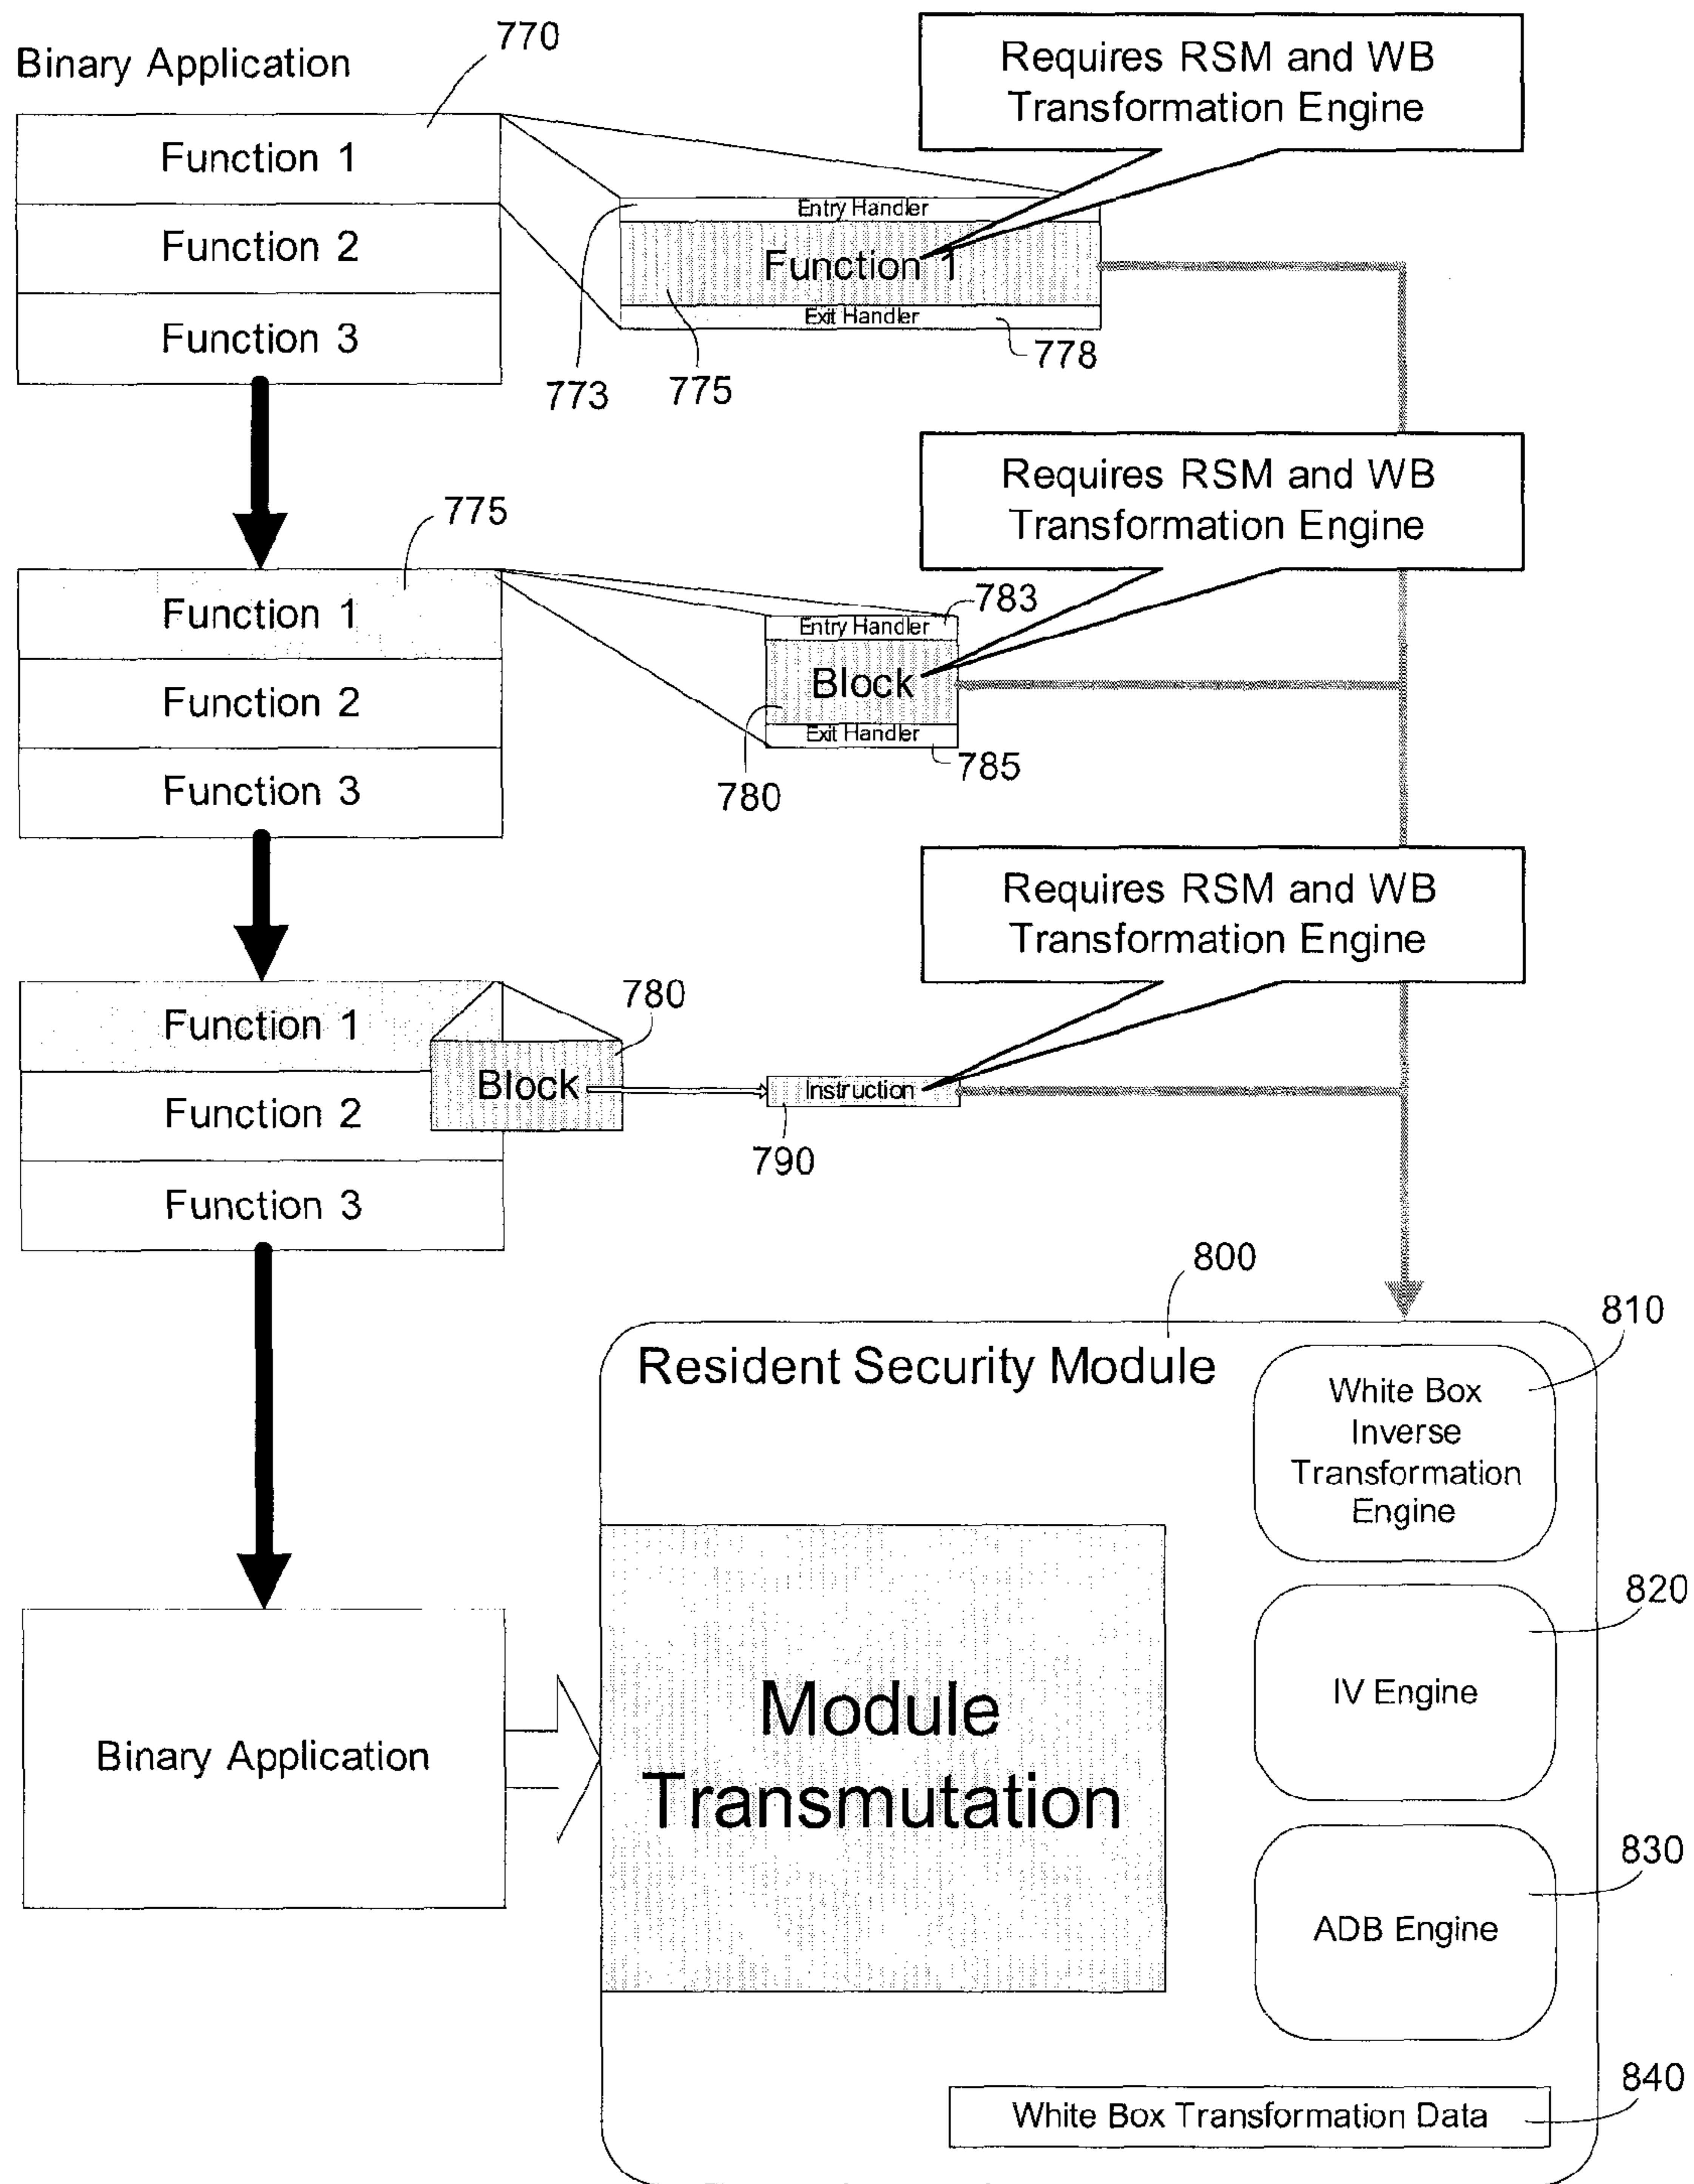 770
Binary Application
Requires RSM and WB
Transformation Engine
Function 1
Function 2
Function 3
Entry Handler
Function 1
Exit Handler
773
775
778
Requires RSM and WB
Transformation Engine
775
Function 1
Function 2
Function 3
783
Entry Handler
Block
Exit Handler
785
780
Requires RSM and WB
Transformation Engine
Function 1
Function 2
Function 3
780
Block
Instruction
790
800
810
Resident Security Module
White Box
Inverse
Transformation
Engine
820
IV Engine
Binary Application
Module
Transmutation
830
ADB Engine
840
White Box Transformation Data